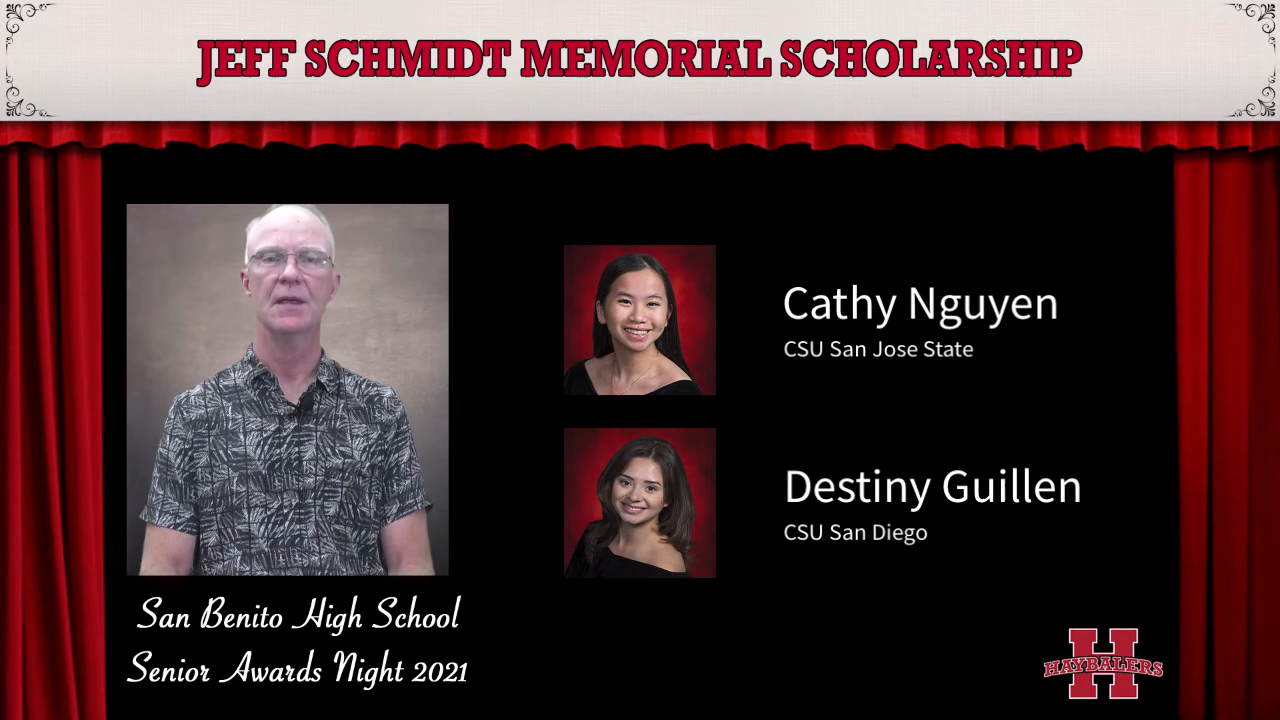 JEFF SCHMIDT MEMORIAL SCHOLARSHIP
Cathy Nguyen
CSU San Jose State
Destiny Guillen
CSU San Diego
San Benito High School
Senior Awards Night 2021
H
HAYBALERS